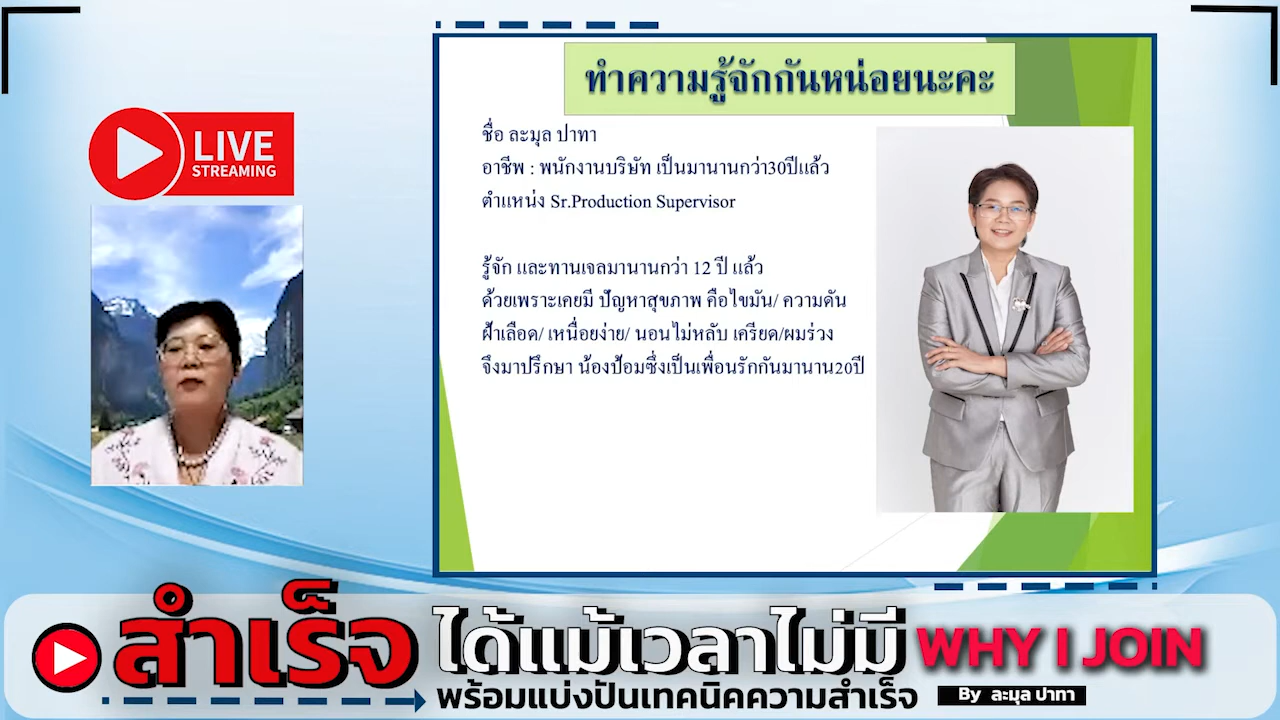 LIVE
STREAMING
ทำความรู้จักกันหน่อยนะคะ
ชื่อ ละมุล ปาทา
อาชีพ : พนักงานบริษัท เป็นมานานกว่า30ปีแล้ว
ตำแหน่ง Sr.Production Supervisor
รู้จัก และทานเจลมานานกว่า 12 ปี แล้ว
ด้วยเพราะเคยมี ปัญหาสุขภาพ คือไขมัน/ ความดัน
ฝ้าเลือด/ เหนื่อยง่าย/ นอนไม่หลับ เครียด/ผมร่วง
จึงมาปรึกษา น้องป้อมซึ่งเป็นเพื่อนรักกันมานาน20ปี
สำเร็จ ได้แม้เวลาไม่มี WHY I JOIN
พร้อมแบ่งปันเทคนิคความสำเร็จ By ละมุล ปาทา